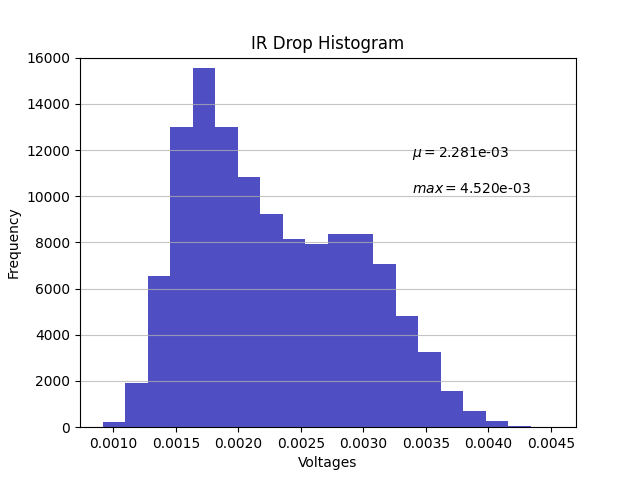 IR Drop Histogram
16000
14000
12000
10000
8000
6000
4000
2000
0
Frequency
μ = 2.281e-03
max = 4.520e-03
0.0010 0.0015 0.0020 0.0025 0.0030 0.0035 0.0040 0.0045
Voltages